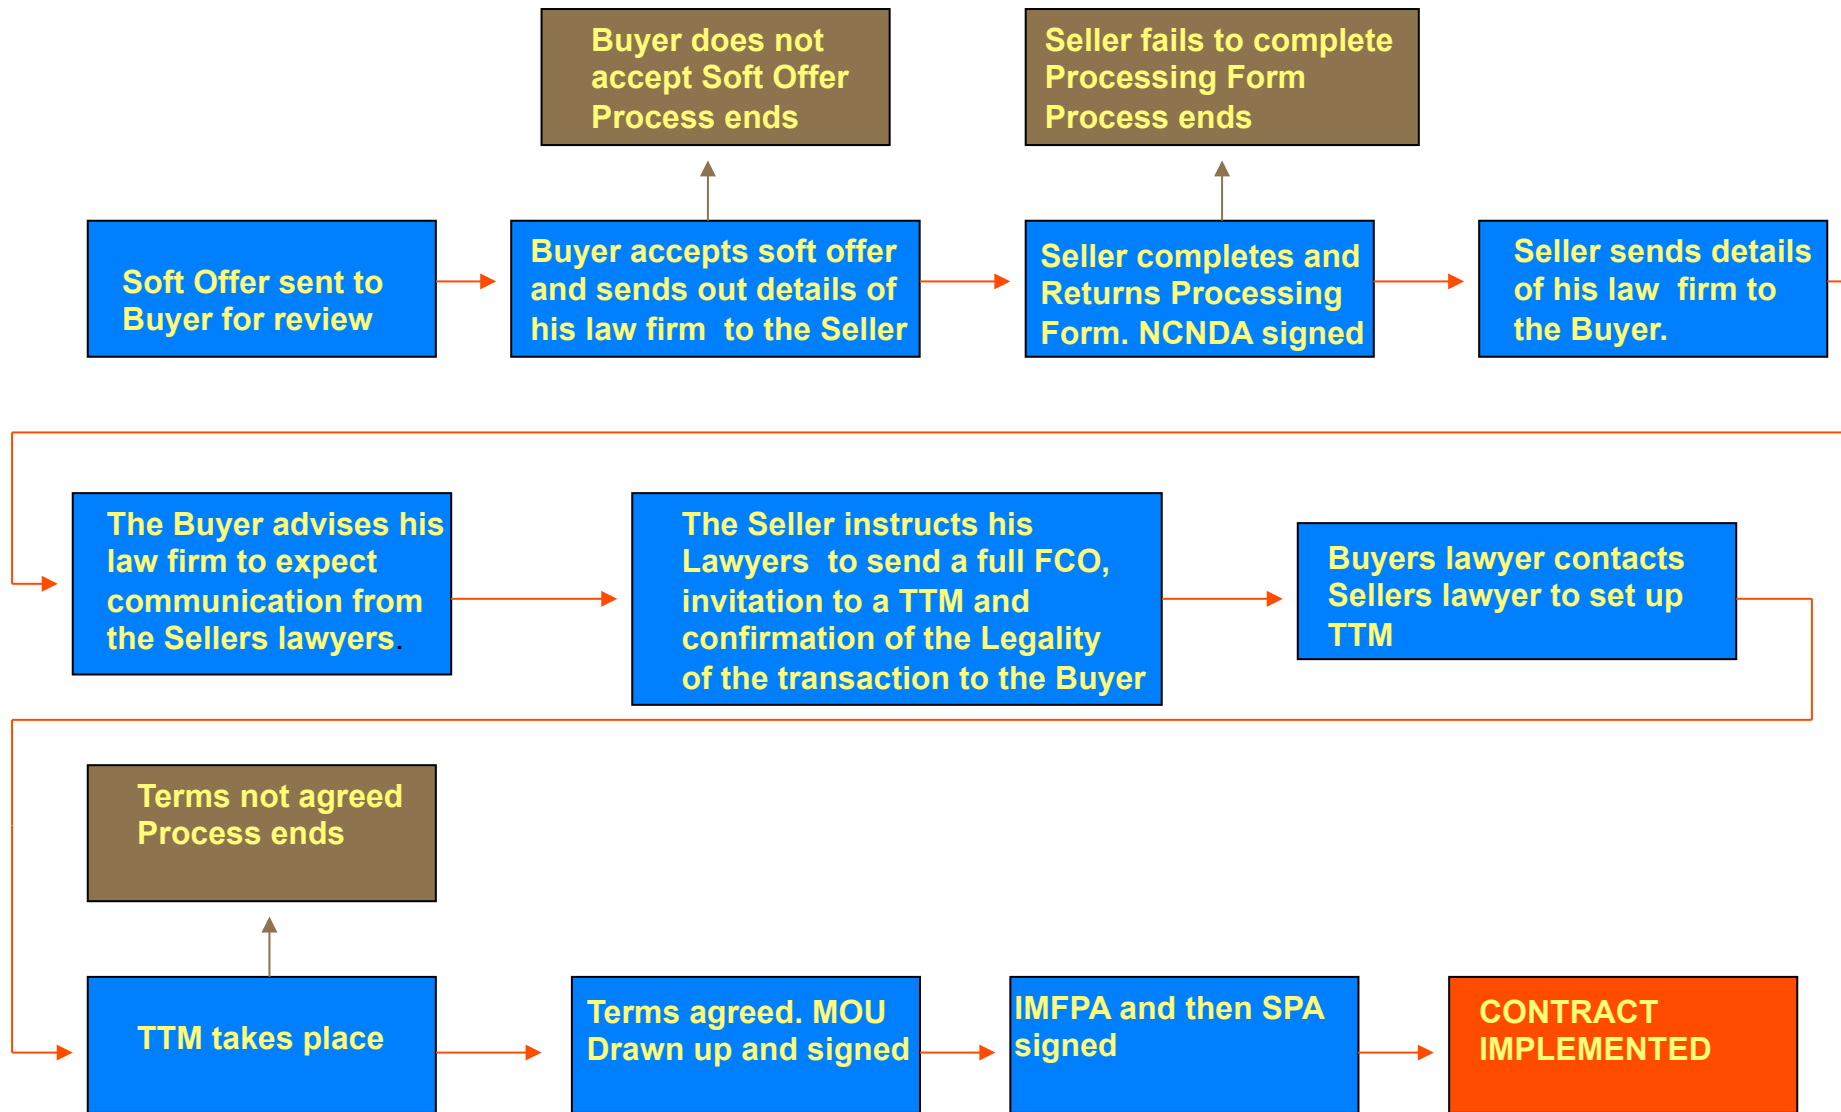 Buyer does not
accept Soft Offer
Process ends
Seller fails to complete
Processing Form
Process ends
Soft Offer sent to
Buyer for review
Buyer accepts soft offer
and sends out details of
his law firm  to the Seller
Seller completes and
Returns Processing
Form. NCNDA signed
Seller sends details
of his law  firm to
the Buyer.
The Buyer advises his
law firm to expect
communication from
the Sellers lawyers.
The Seller instructs his
Lawyers  to send a full FCO,
invitation to a TTM and
confirmation of the Legality
of the transaction to the Buyer
Buyers lawyer contacts
Sellers lawyer to set up
TTM
Terms not agreed
Process ends
TTM takes place
Terms agreed. MOU
Drawn up and signed
IMFPA and then SPA
signed
CONTRACT
IMPLEMENTED